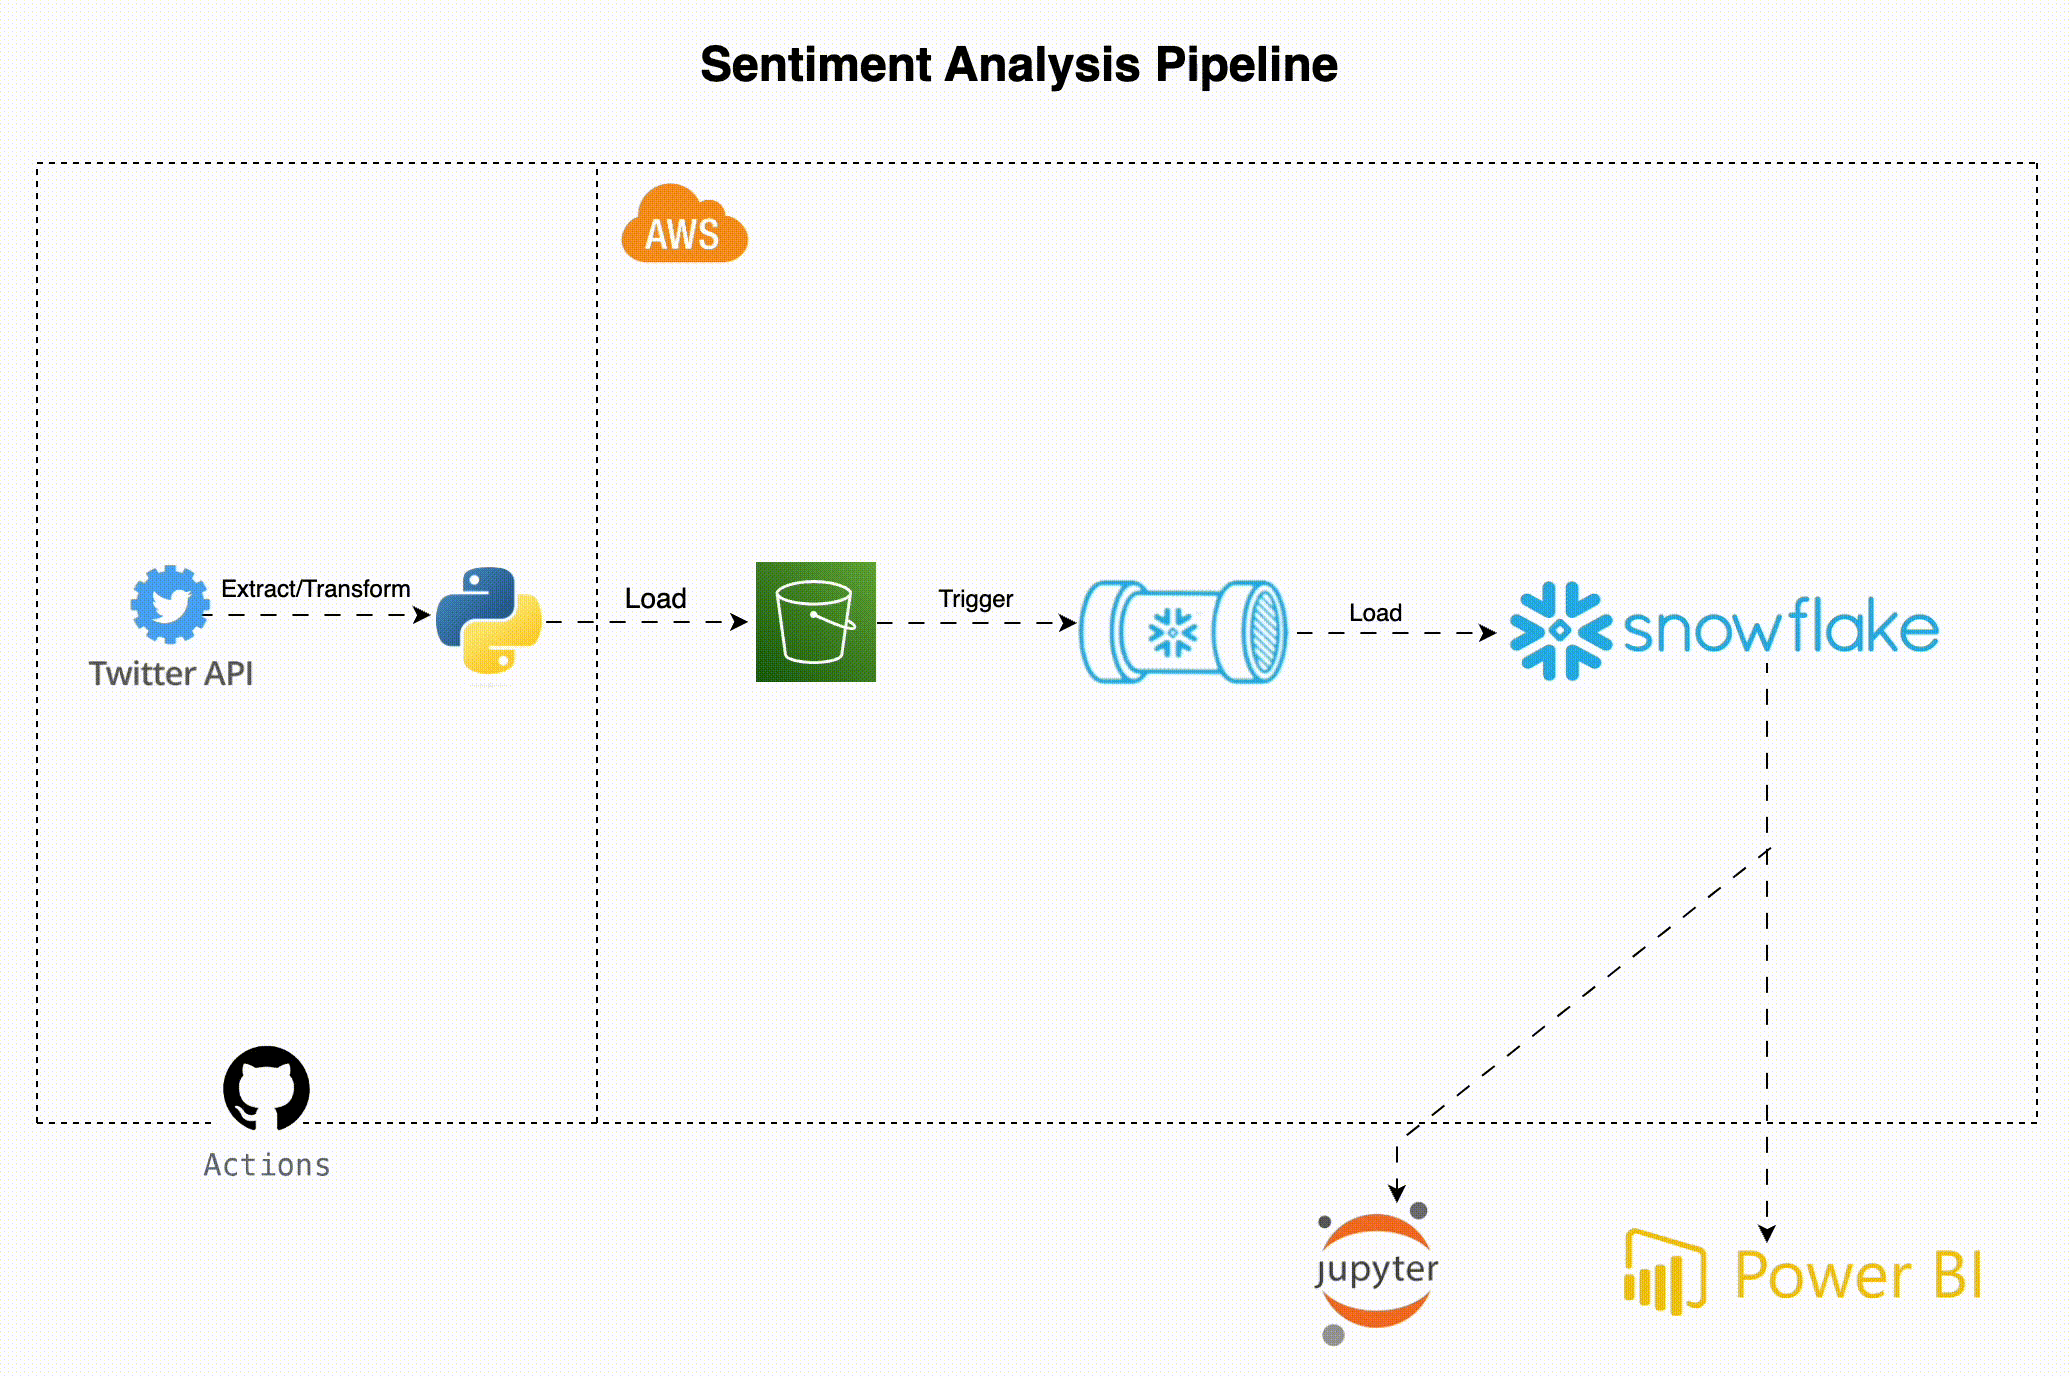 Sentiment Analysis Pipeline
AWS
Extract/Transform
Twitter API
Load
Trigger
Load
snowflake
Actions
jupyter
Power BI